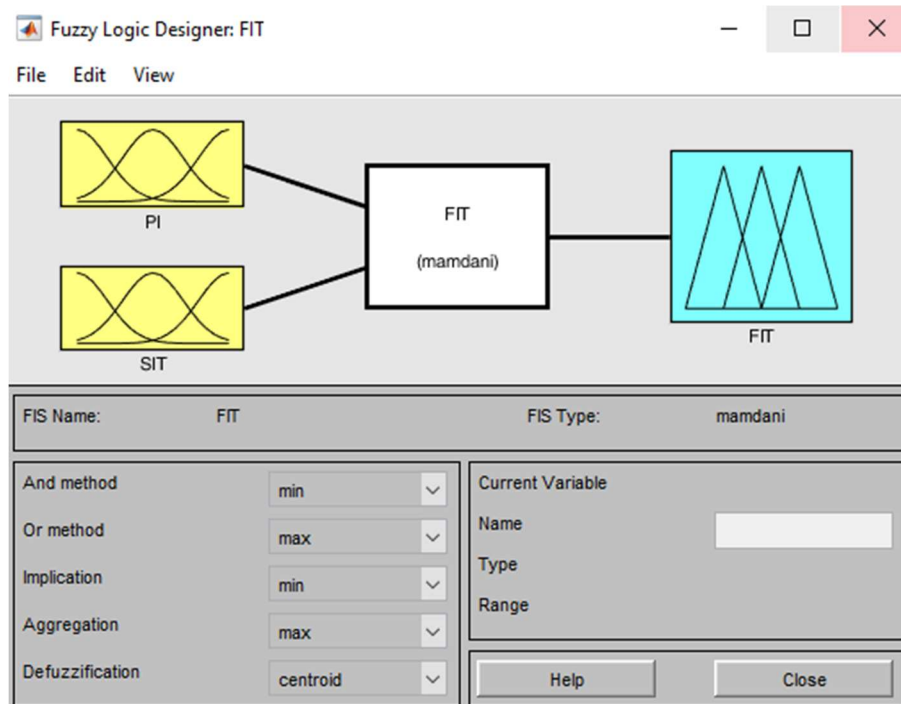 Fuzzy Logic Designer: FIT
File Edit View
PI
SIT
FIT
(mamdani)
FIT
FIS Name: FIT FIS Type: mamdani
And method min
Or method max
Implication min
Aggregation max
Defuzzification centroid
Current Variable
Name
Type
Range
Help Close